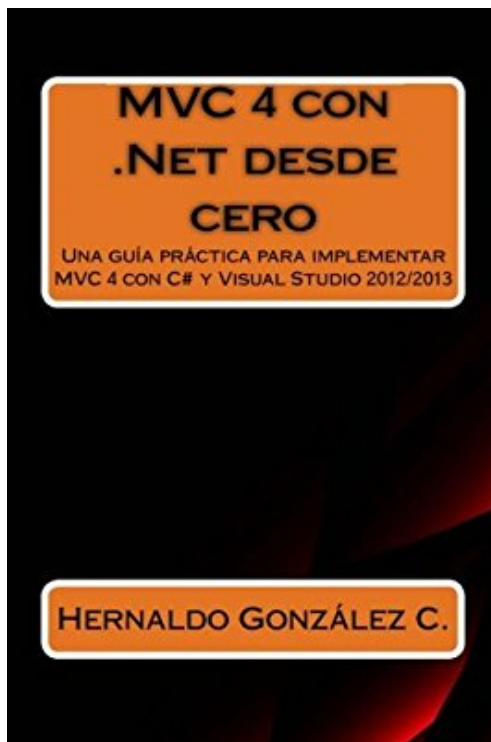 MVC 4 CON
.NET DESDE
CERO
UNA GUÍA PRÁCTICA PARA IMPLEMENTAR
MVC 4 CON C# Y VISUAL STUDIO 2012/2013
HERNALDO GONZÁLEZ C.